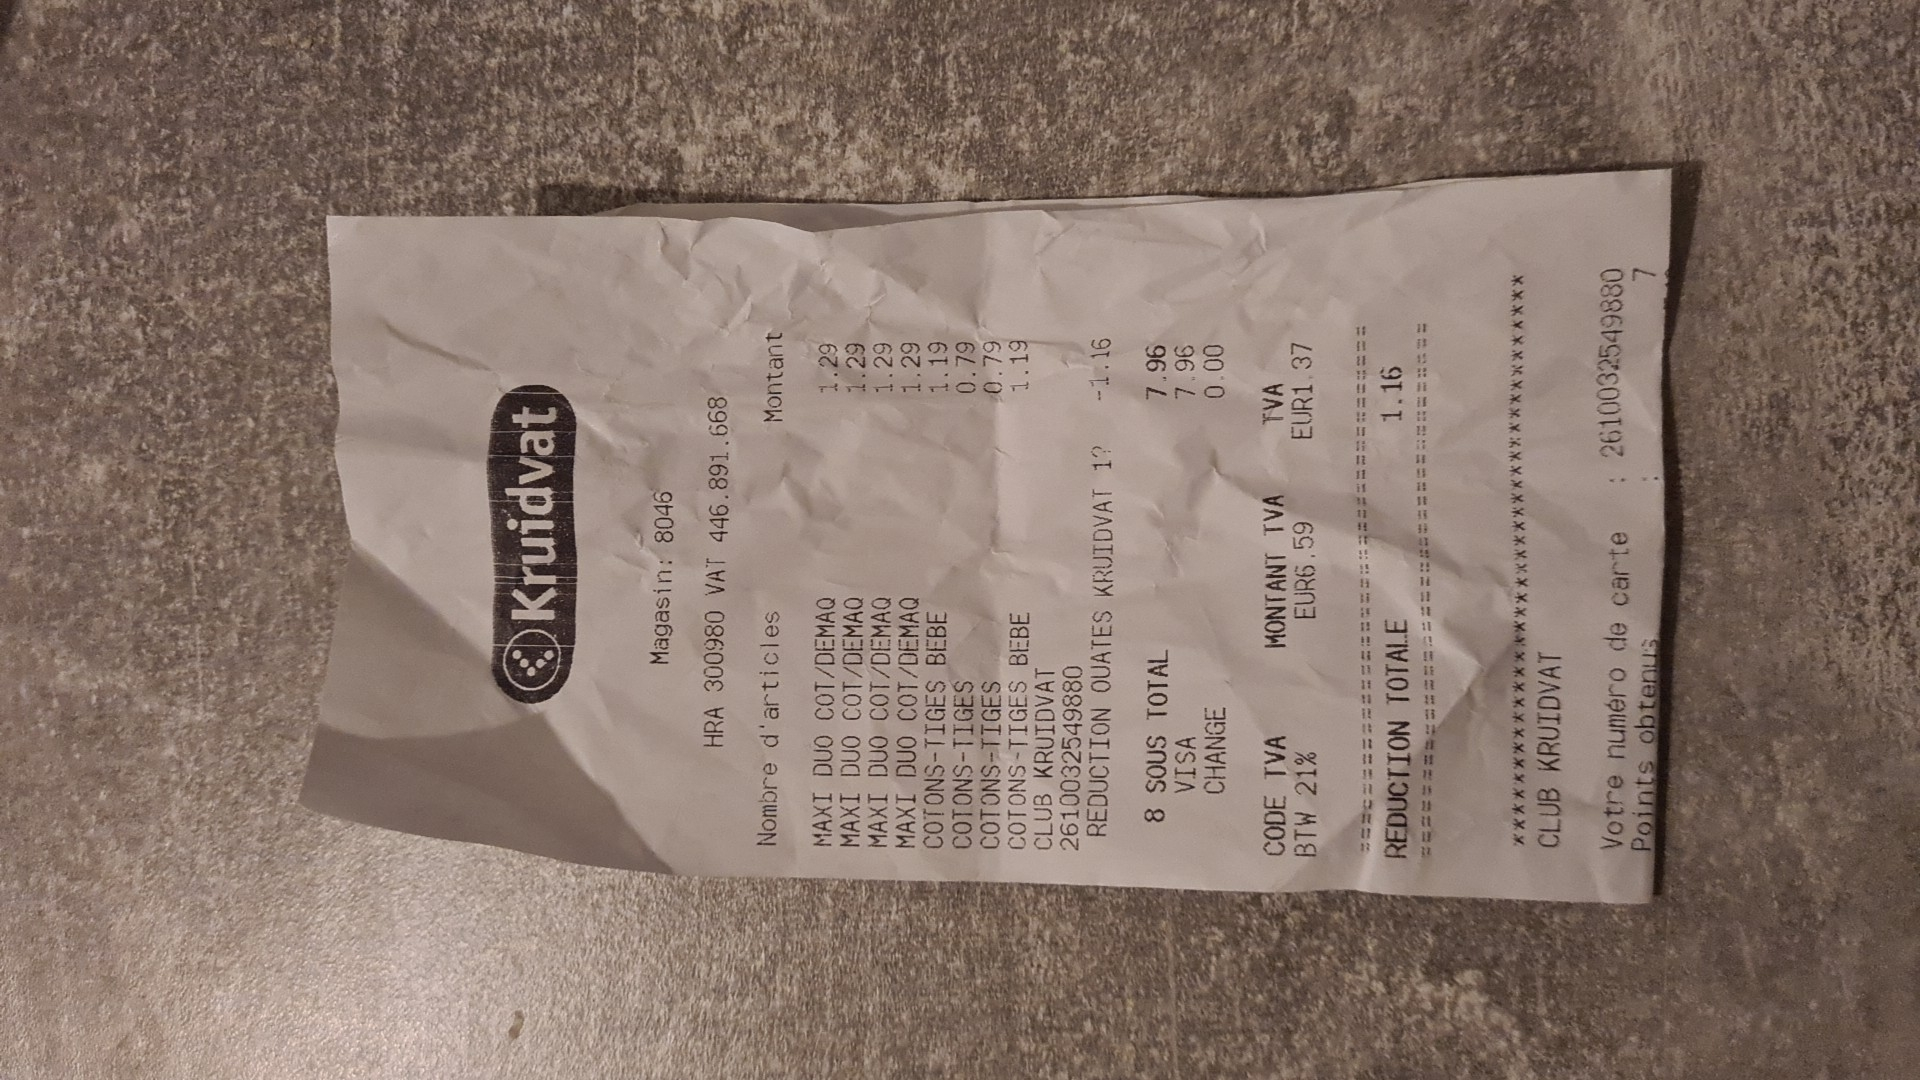 Kruidvat
Magasin: 8046
HRA 300980 VAT 446.891.668
Nombre d'articles Montant
MAXI DUO COT/DEMAQ 1.29
MAXI DUO COT/DEMAQ 1.29
MAXI DUO COT/DEMAQ 1.29
MAXI DUO COT/DEMAQ 1.29
COTONS-TIGES BEBE 1.19
COTONS-TIGES 0.79
COTONS-TIGES 0.79
COTONS-TIGES BEBE 1.19
CLUB KRUIDVAT
2610032549880
REDUCTION OUATES KRUIDVAT 1? -1.16
8 SOUS TOTAL 7.96
VISA 7.96
CHANGE 0.00
CODE TVA MONTANT TVA TVA
BTW 21% EUR6.59 EUR1.37
======================================
REDUCTION TOTALE 1.16
======================================
******************************************
CLUB KRUIDVAT
Votre numéro de carte : 2610032549880
Points obtenus : 7